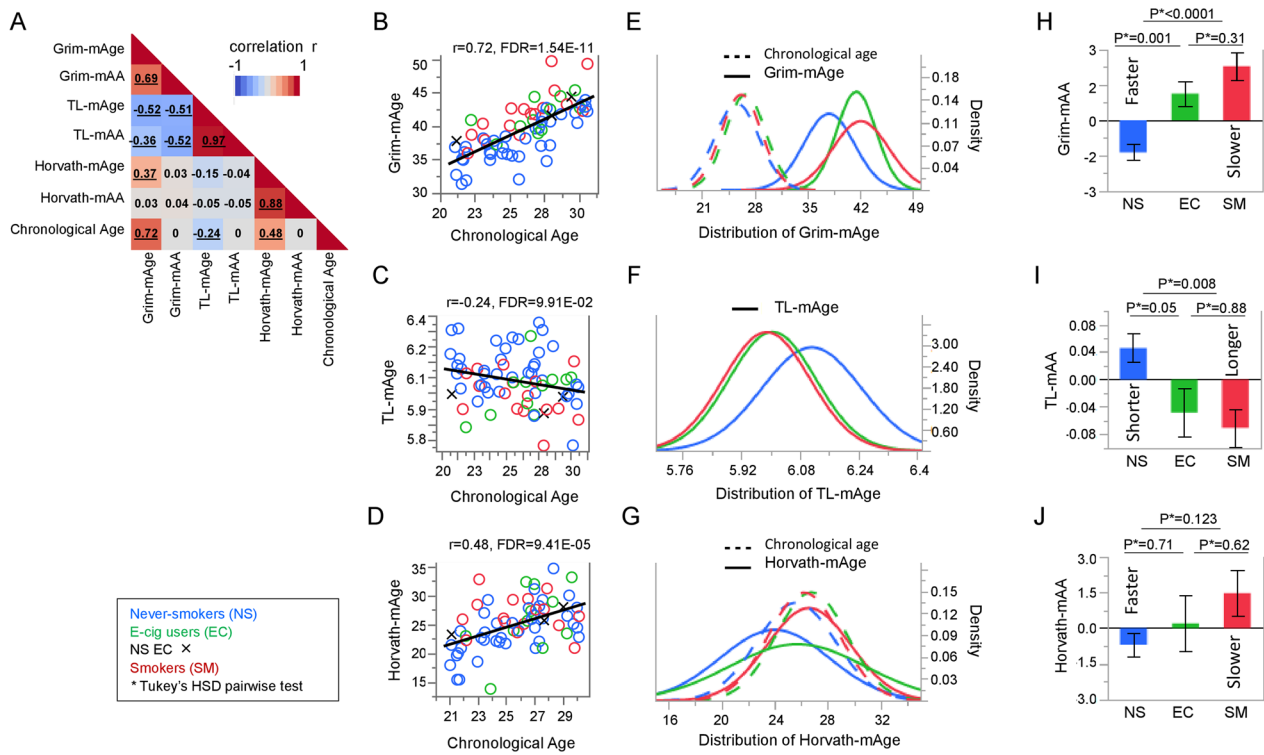 A
correlation r
-1 1
Grim-mAge
Grim-mAA 0.69
TL-mAge -0.52 -0.51
TL-mAA -0.36 -0.52 0.97
Horvath-mAge 0.37 0.03 -0.15 -0.04
Horvath-mAA 0.03 0.04 -0.05 -0.05 0.88
Chronological Age 0.72 0 -0.24 0 0.48 0
Grim-mAge
Grim-mAA
TL-mAge
TL-mAA
Horvath-mAge
Horvath-mAA
Chronological Age
Never-smokers (NS)
E-cig users (EC)
NS EC ×
Smokers (SM)
* Tukey's HSD pairwise test
B
r=0.72, FDR=1.54E-11
Grim-mAge
50
45
40
35
30
20 23 25 28 30
Chronological Age
C
r=-0.24, FDR=9.91E-02
TL-mAge
6.4
6.2
6.1
5.9
5.8
20 23 25 28 30
Chronological Age
D
r=0.48, FDR=9.41E-05
Horvath-mAge
35
30
25
20
15
21 23 25 27 29
Chronological Age
E
Chronological age
Grim-mAge
0.18
0.14
0.11
0.07
0.04
Density
21 28 35 42 49
Distribution of Grim-mAge
F
TL-mAge
3.00
2.40
1.80
1.20
0.60
Density
5.76 5.92 6.08 6.24 6.4
Distribution of TL-mAge
G
Chronological age
Horvath-mAge
0.15
0.12
0.09
0.06
0.03
Density
16 20 24 28 32
Distribution of Horvath-mAge
H
P*<0.0001
P*=0.001 P*=0.31
Grim-mAA
3
2
0
-2
-3
Faster
Slower
NS EC SM
I
P*=0.008
P*=0.05 P*=0.88
TL-mAA
0.08
0.04
0.00
-0.04
-0.08
Shorter
Longer
NS EC SM
J
P*=0.123
P*=0.71 P*=0.62
Horvath-mAA
3.0
1.5
0.0
·1.5
3.0
Faster
Slower
NS EC SM